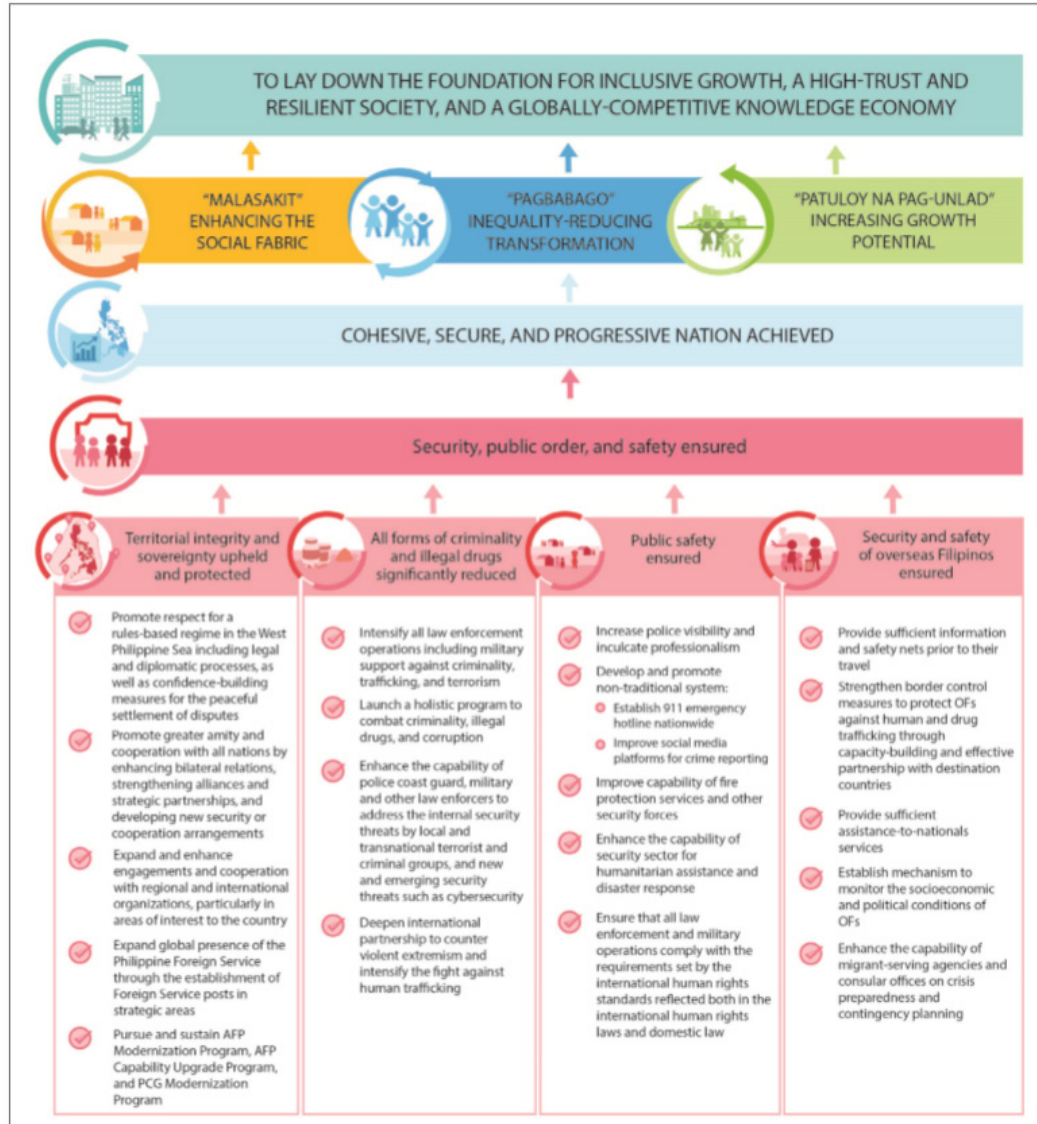 TO LAY DOWN THE FOUNDATION FOR INCLUSIVE GROWTH, A HIGH-TRUST AND
RESILIENT SOCIETY, AND A GLOBALLY-COMPETITIVE KNOWLEDGE ECONOMY
“MALASAKIT”
ENHANCING THE
SOCIAL FABRIC
“PAGBABAGO”
INEQUALITY-REDUCING
TRANSFORMATION
“PATULOY NA PAG-UNLAD”
INCREASING GROWTH
POTENTIAL
COHESIVE, SECURE, AND PROGRESSIVE NATION ACHIEVED
Security, public order, and safety ensured
Territorial integrity and
sovereignty upheld
and protected
Promote respect for a
rules-based regime in the West
Philippine Sea including legal
and diplomatic processes, as
well as confidence-building
measures for the peaceful
settlement of disputes
Promote greater amity and
cooperation with all nations by
enhancing bilateral relations,
strengthening alliances and
strategic partnerships, and
developing new security or
cooperation arrangements
Expand and enhance
engagements and cooperation
with regional and international
organizations, particularly in
areas of interest to the country
Expand global presence of the
Philippine Foreign Service
through the establishment of
Foreign Service posts in
strategic areas
Pursue and sustain AFP
Modernization Program, AFP
Capability Upgrade Program,
and PCG Modernization
Program
All forms of criminality
and illegal drugs
significantly reduced
Intensify all law enforcement
operations including military
support against criminality,
trafficking, and terrorism
Launch a holistic program to
combat criminality, illegal
drugs, and corruption
Enhance the capability of
police coast guard, military
and other law enforcers to
address the internal security
threats by local and
transnational terrorist and
criminal groups, and new
and emerging security
threats such as cybersecurity
Deepen international
partnership to counter
violent extremism and
intensify the fight against
human trafficking
Public safety
ensured
Increase police visibility and
inculcate professionalism
Develop and promote
non-traditional system:
Establish 911 emergency
hotline nationwide
Improve social media
platforms for crime reporting
Improve capability of fire
protection services and other
security forces
Enhance the capability of
security sector for
humanitarian assistance and
disaster response
Ensure that all law
enforcement and military
operations comply with the
requirements set by the
international human rights
standards reflected both in the
international human rights
laws and domestic law
Security and safety
of overseas Filipinos
ensured
Provide sufficient information
and safety nets prior to their
travel
Strengthen border control
measures to protect OFs
against human and drug
trafficking through
capacity-building and effective
partnership with destination
countries
Provide sufficient
assistance-to-nationals
services
Establish mechanism to
monitor the socioeconomic
and political conditions of
OFs
Enhance the capability of
migrant-serving agencies and
consular offices on crisis
preparedness and
contingency planning